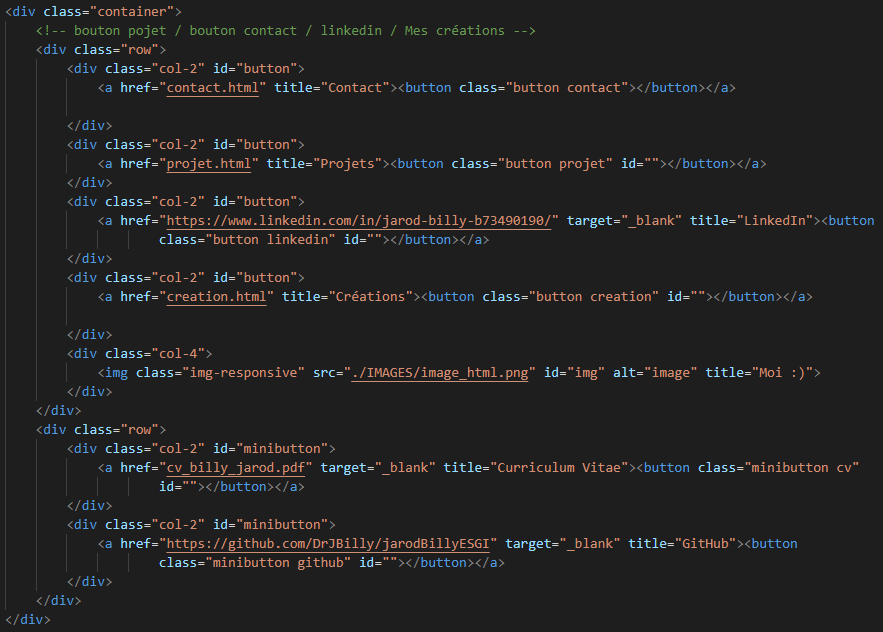 <div class="container">
<!-- bouton pojet / bouton contact / linkedin / Mes créations -->
<div class="row">
<div class="col-2" id="button">
<a href="contact.html" title="Contact"><button class="button contact"></button></a>
</div>
<div class="col-2" id="button">
<a href="projet.html" title="Projets"><button class="button projet" id=""></button></a>
</div>
<div class="col-2" id="button">
<a href="https://www.linkedin.com/in/jarod-billy-b73490190/" target="_blank" title="LinkedIn"><button
class="button linkedin" id=""></button></a>
</div>
<div class="col-2" id="button">
<a href="creation.html" title="Créations"><button class="button creation" id=""></button></a>
</div>
<div class="col-4">
<img class="img-responsive" src="./IMAGES/image_html.png" id="img" alt="image" title="Moi :)">
</div>
</div>
<div class="row">
<div class="col-2" id="minibutton">
<a href="cv_billy_jarod.pdf" target="_blank" title="Curriculum Vitae"><button class="minibutton cv"
id=""></button></a>
</div>
<div class="col-2" id="minibutton">
<a href="https://github.com/DrJBilly/jarodBillyESGI" target="_blank" title="GitHub"><button
class="minibutton github" id=""></button></a>
</div>
</div>
</div>